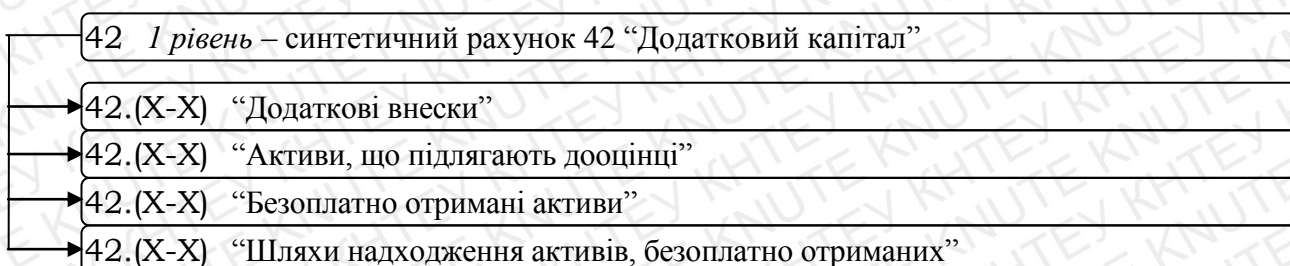 42 1 рівень – синтетичний рахунок 42 “Додатковий капітал”
42.(Х-Х) “Додаткові внески”
42.(Х-Х) “Активи, що підлягають дооцінці”
42.(Х-Х) “Безоплатно отримані активи”
42.(Х-Х) “Шляхи надходження активів, безоплатно отриманих”